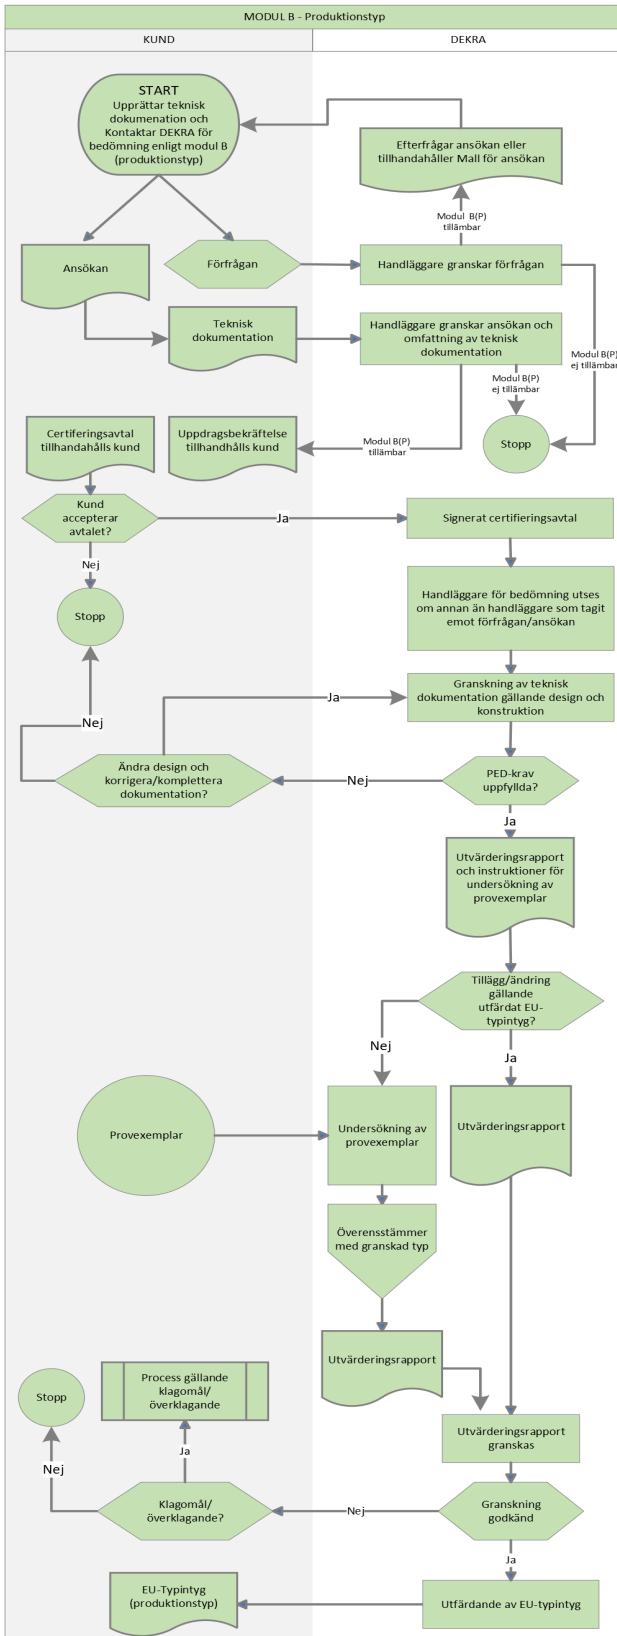 MODUL B - Produktionstyp
KUND
DEKRA
START
Upprättar teknisk
dokumenation och
Kontaktar DEKRA för
bedömning enligt modul B
(produktionstyp)
Efterfrågar ansökan eller
tillhandahåller Mall för ansökan
Modul B(P)
tillämbar
Ansökan
Förfrågan
Handläggare granskar förfrågan
Teknisk
dokumentation
Handläggare granskar ansökan och
omfattning av teknisk
dokumentation
Modul B(P)
ej tillämbar
Modul B(P)
ej tillämbar
Certiferingsavtal
tillhandahålls kund
Uppdragsbekräftelse
tillhandhålls kund
Modul B(P)
tillämbar
Stopp
Kund
accepterar
avtalet?
Ja
Signerat certifieringsavtal
Nej
Stopp
Handläggare för bedömning utses
om annan än handläggare som tagit
emot förfrågan/ansökan
Granskning av teknisk
dokumentation gällande design och
konstruktion
Ja
Nej
Ändra design och
korrigera/komplettera
dokumentation?
Nej
PED-krav
uppfyllda?
Ja
Utvärderingsrapport
och instruktioner för
undersökning av
provexemplar
Tillägg/ändring
gällande
utfärdat EU-
typintyg?
Nej
Ja
Provexemplar
Undersökning av
provexemplar
Utvärderingsrapport
Överensstämmer
med granskad typ
Utvärderingsrapport
Stopp
Process gällande
klagomål/
överklagande
Utvärderingsrapport
granskas
Ja
Nej
Klagomål/
överklagande?
Nej
Granskning
godkänd
Ja
EU-Typintyg
(produktionstyp)
Utfärdande av EU-typintyg